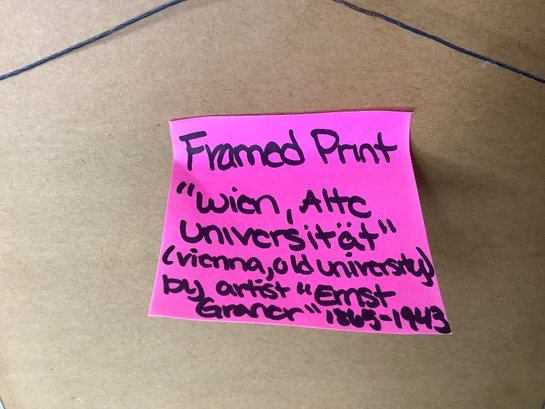 Framed Print
"Wien, Alte
Universität"
(vienna, old university)
by artist "Ernst
Graner" 1865-1943